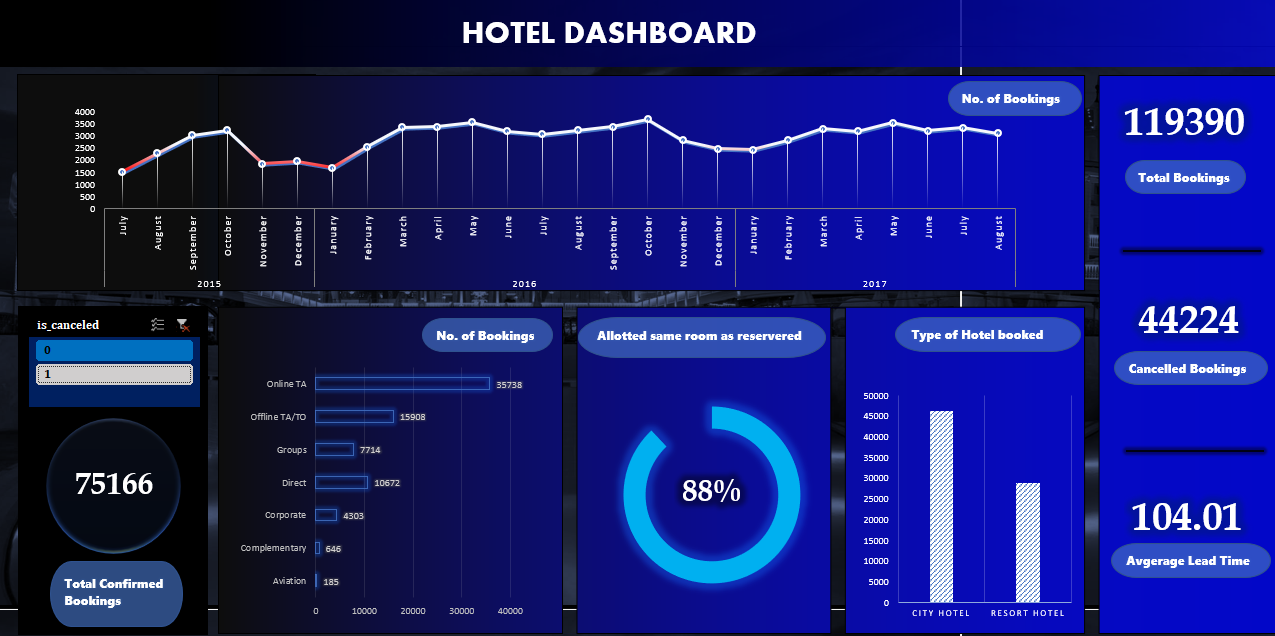 HOTEL DASHBOARD
No. of Bookings
4000
3500
3000
2500
2000
1500
1000
500
0
July
August
September
October
November
December
January
February
March
April
May
June
July
August
September
October
November
December
January
February
March
April
May
June
July
August
2015
2016
2017
119390
Total Bookings
44224
Cancelled Bookings
104.01
Avgerage Lead Time
is_canceled
0
1
75166
Total Confirmed
Bookings
No. of Bookings
Online TA 35738
Offline TA/TO 15908
Groups 7714
Direct 10672
Corporate 4303
Complementary 646
Aviation 185
0 10000 20000 30000 40000
Allotted same room as reservered
88%
Type of Hotel booked
50000
45000
40000
35000
30000
25000
20000
15000
10000
5000
0
CITY HOTEL RESORT HOTEL